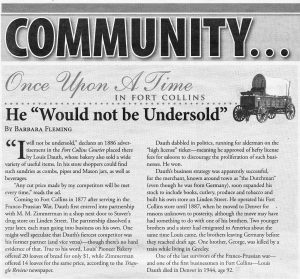 COMMUNITY...
Once Upon A Time
IN FORT COLLINS
He “Would not be Undersold”
BY BARBARA FLEMING
“I will not be undersold,” declares an 1886 adver-
tisement in the Fort Collins Courier placed there
by Louis Dauth, whose bakery also sold a wide
variety of useful items. In his store shoppers could find
such sundries as combs, pipes and Mason jars, as well as
beverages.
“Any cut price made by my competitors will be met
every time,” reads the ad.
Coming to Fort Collins in 1877 after serving in the
Franco-Prussian War, Dauth first entered into partnership
with M. M. Zimmerman in a shop next door to Stover's
drug store on Linden Street. The partnership dissolved a
year later; each man going into business on his own. One
might well speculate that Dauth's fiercest competitor was
his former partner (and vice versa)—though there's no hard
evidence of that. True to his word, Louis' Pioneer Bakery
offered 20 loaves of bread for only $1, while Zimmerman
offered 16 loaves for the same price, according to the Triangle
Review newspaper.
Dauth dabbled in politics, running for alderman on the
“high license” ticket—meaning he approved of hefty license
fees for saloons to discourage the proliferation of such busi-
nesses. He won.
Dauth's business strategy was apparently successful,
for the merchant, known around town as “the Dutchman”
(even though he was from Germany), soon expanded his
stock to include books, cutlery, produce and tobacco and
built his own store on Linden Street. He operated his Fort
Collins store until 1887, when he moved to Denver for
reasons unknown to posterity, although the move may have
had something to do with one of his brothers. Two younger
brothers and a sister had emigrated to America about the
same time Louis came, the brothers leaving Germany before
they reached draft age. One brother, George, was killed by a
train while living in Greeley.
One of the last survivors of the Franco-Prussian war—
and one of the first businessmen in Fort Collins—Louis
Dauth died in Denver in 1944, age 92.